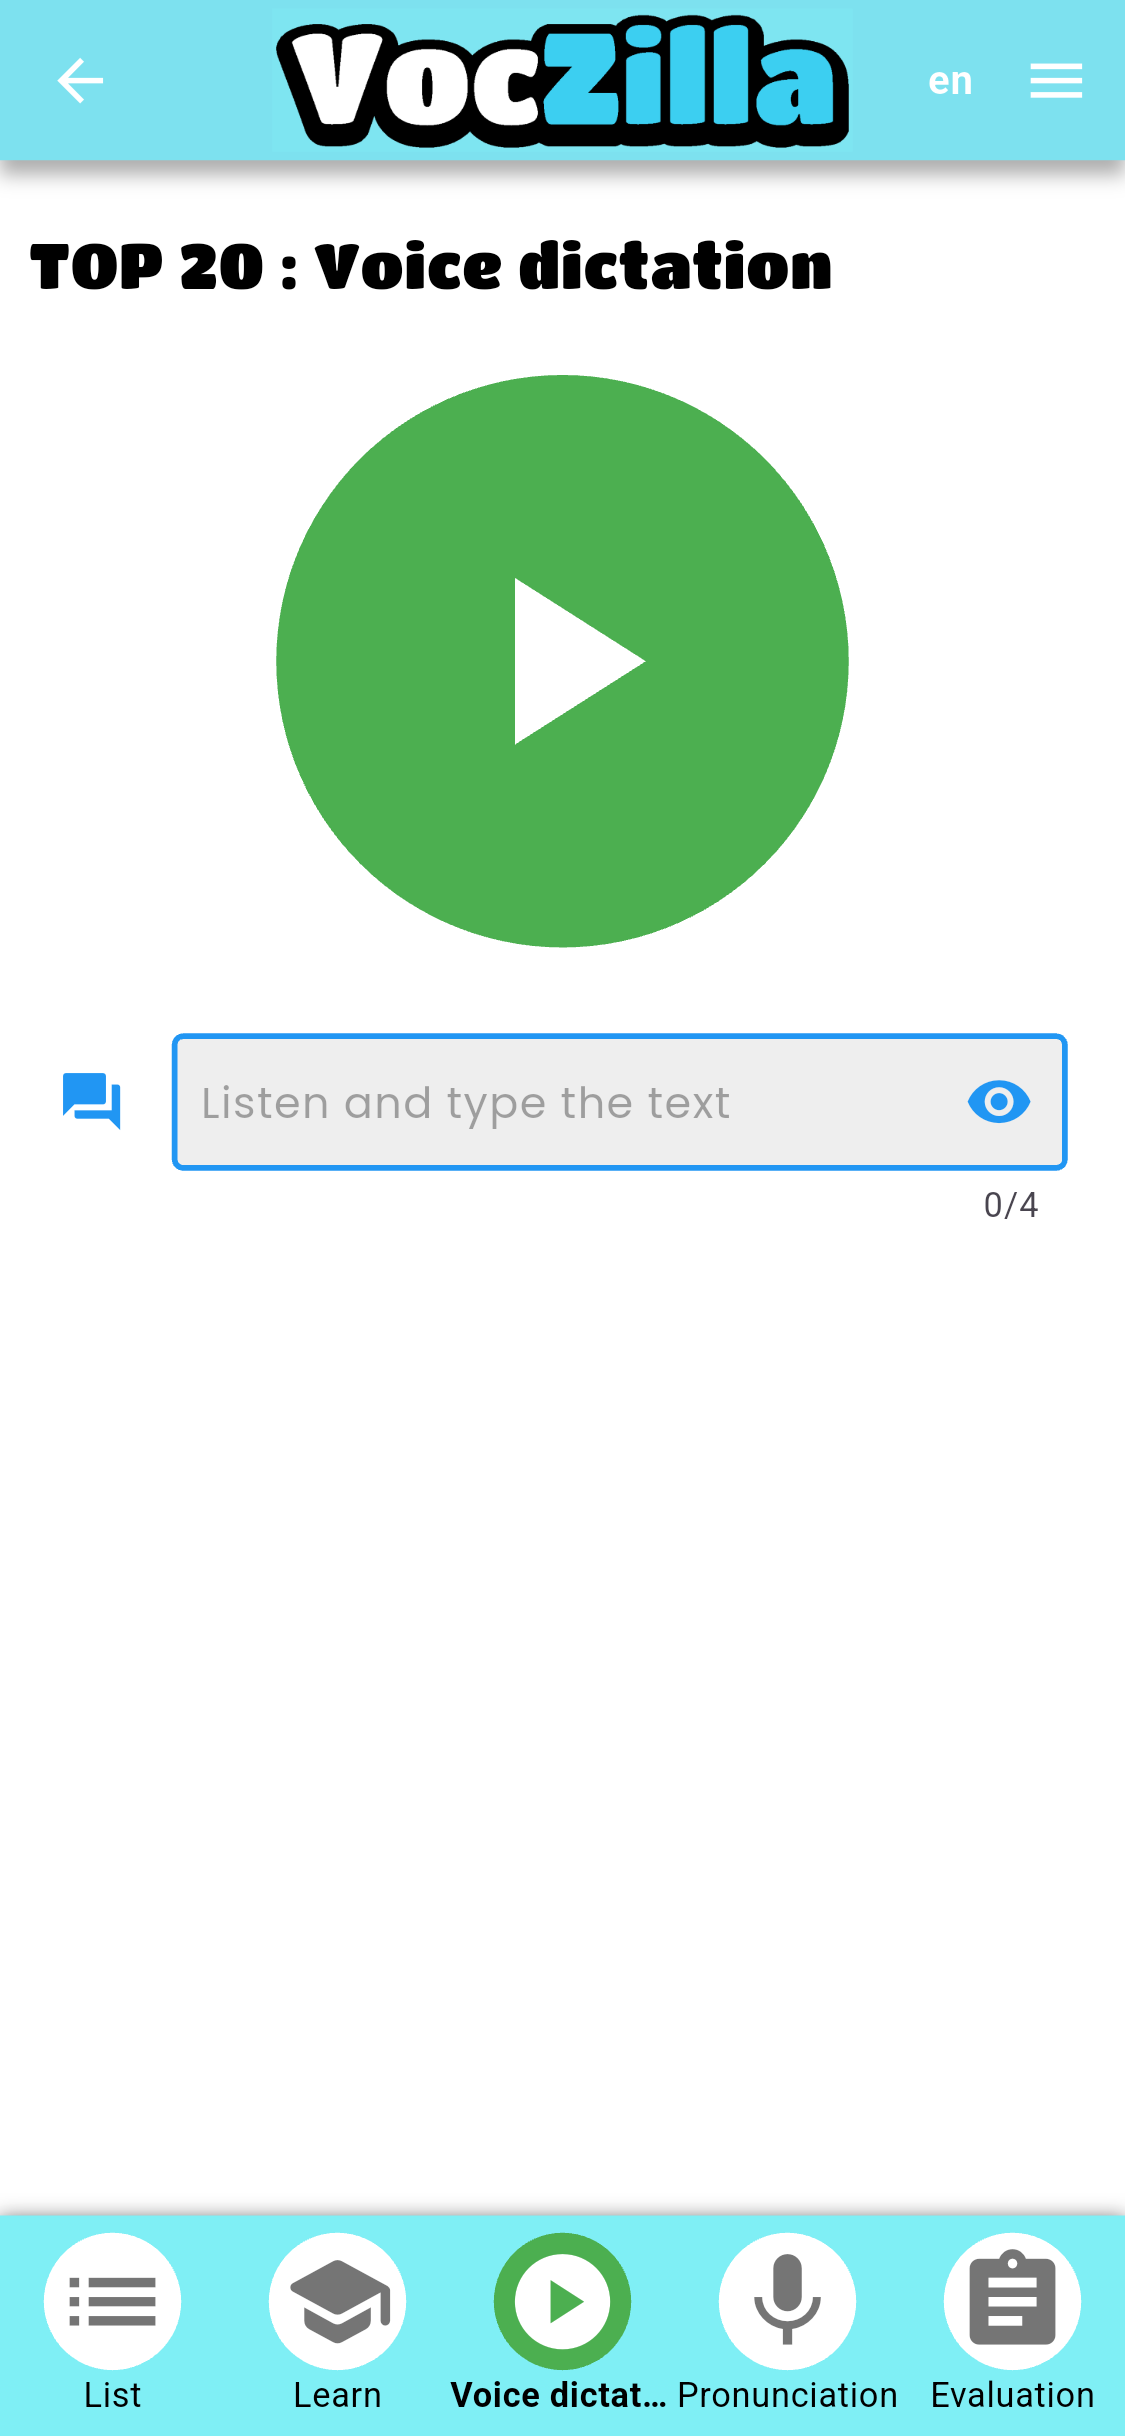 VocZilla
en
TOP 20 : Voice dictation
Listen and type the text
0/4
List
Learn
Voice dictat...
Pronunciation
Evaluation